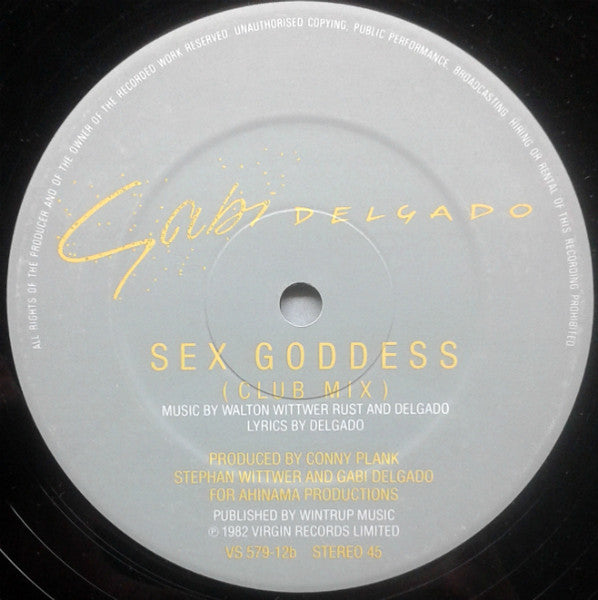 ALL RIGHTS OF THE PRODUCER AND OF THE OWNER OF THE RECORDED WORK RESERVED. UNAUTHORISED COPYING, PUBLIC PERFORMANCE, BROADCASTING, HIRING OR RENTAL OF THIS RECORDING PROHIBITED
Gabi DELGADO
SEX GODDESS
(CLUB MIX)
MUSIC BY WALTON WITTWER RUST AND DELGADO
LYRICS BY DELGADO
PRODUCED BY CONNY PLANK
STEPHAN WITTWER AND GABI DELGADO
FOR AHINAMA PRODUCTIONS
PUBLISHED BY WINTRUP MUSIC
℗ 1982 VIRGIN RECORDS LIMITED
VS 579-12b STEREO 45